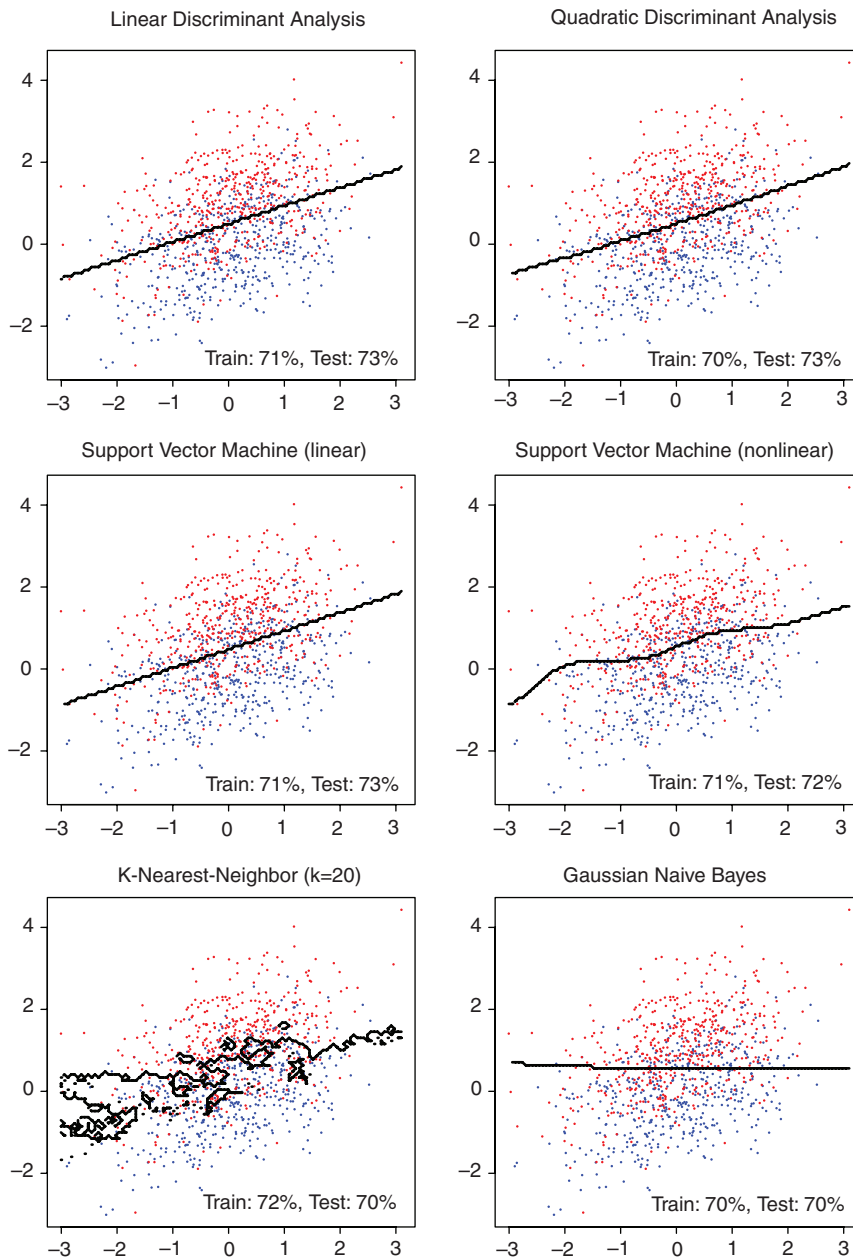 Linear Discriminant Analysis
4
2
0
−2
Train: 71%, Test: 73%
−3 −2 −1 0 1 2 3
Quadratic Discriminant Analysis
4
2
0
−2
Train: 70%, Test: 73%
−3 −2 −1 0 1 2 3
Support Vector Machine (linear)
4
2
0
−2
Train: 71%, Test: 73%
−3 −2 −1 0 1 2 3
Support Vector Machine (nonlinear)
4
2
0
−2
Train: 71%, Test: 72%
−3 −2 −1 0 1 2 3
K-Nearest-Neighbor (k=20)
4
2
0
−2
Train: 72%, Test: 70%
−3 −2 −1 0 1 2 3
Gaussian Naive Bayes
4
2
0
−2
Train: 70%, Test: 70%
−3 −2 −1 0 1 2 3